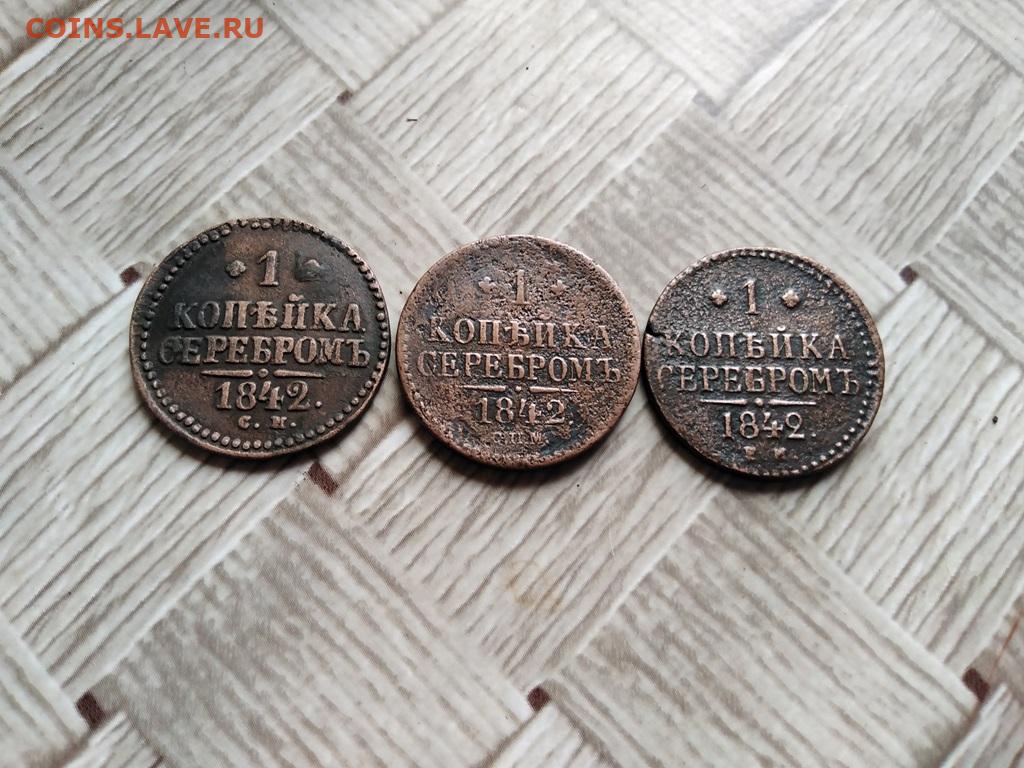 COINS.LAVE.RU
1
КОПѢЙКА
СЕРЕБРОМЪ
1842.
С. М.
1
КОПѢЙКА
СЕРЕБРОМЪ
1842
С.П.М.
1
КОПѢЙКА
СЕРЕБРОМЪ
1842.
Е М.